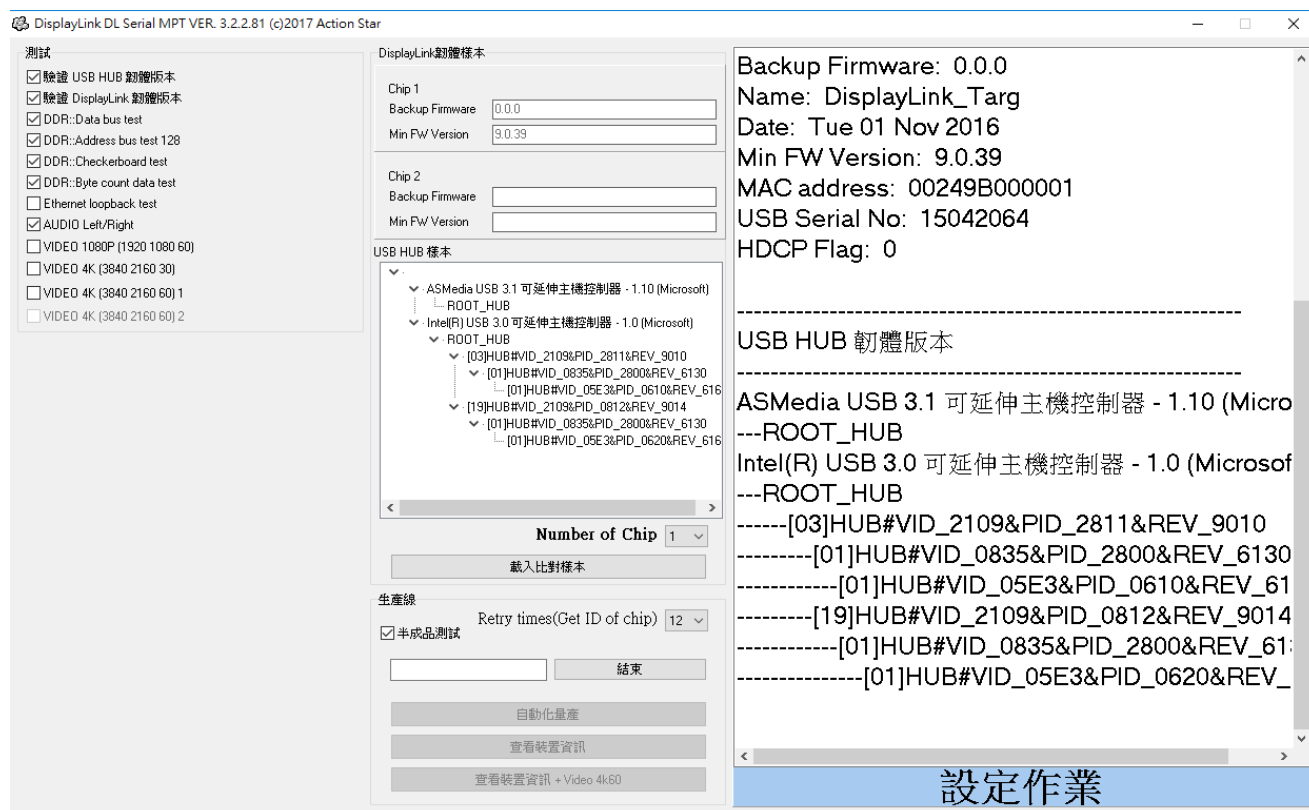 DisplayLink DL Serial MPT VER. 3.2.2.81 (c)2017 Action Star
測試
驗證 USB HUB 韌體版本
驗證 DisplayLink 韌體版本
DDR::Data bus test
DDR::Address bus test 128
DDR::Checkerboard test
DDR::Byte count data test
Ethernet loopback test
AUDIO Left/Right
VIDEO 1080P (1920 1080 60)
VIDEO 4K (3840 2160 30)
VIDEO 4K (3840 2160 60) 1
VIDEO 4K (3840 2160 60) 2
DisplayLink韌體樣本
Chip 1
Backup Firmware 0.0.0
Min FW Version 9.0.39
Chip 2
Backup Firmware
Min FW Version
USB HUB 樣本
ASMedia USB 3.1 可延伸主機控制器 - 1.10 (Microsoft)
ROOT_HUB
Intel(R) USB 3.0 可延伸主機控制器 - 1.0 (Microsoft)
ROOT_HUB
[03]HUB#VID_2109&PID_2811&REV_9010
[01]HUB#VID_0835&PID_2800&REV_6130
[01]HUB#VID_05E3&PID_0610&REV_616
[19]HUB#VID_2109&PID_0812&REV_9014
[01]HUB#VID_0835&PID_2800&REV_6130
[01]HUB#VID_05E3&PID_0620&REV_616
Number of Chip 1
載入比對樣本
生產線
Retry times(Get ID of chip) 12
半成品測試
結束
自動化量產
查看裝置資訊
查看裝置資訊 + Video 4k60
Backup Firmware: 0.0.0
Name: DisplayLink_Targ
Date: Tue 01 Nov 2016
Min FW Version: 9.0.39
MAC address: 00249B000001
USB Serial No: 15042064
HDCP Flag: 0
------------------------------------------------------------
USB HUB 韌體版本
------------------------------------------------------------
ASMedia USB 3.1 可延伸主機控制器 - 1.10 (Micro
---ROOT_HUB
Intel(R) USB 3.0 可延伸主機控制器 - 1.0 (Microsof
---ROOT_HUB
------[03]HUB#VID_2109&PID_2811&REV_9010
---------[01]HUB#VID_0835&PID_2800&REV_6130
------------[01]HUB#VID_05E3&PID_0610&REV_61
---------[19]HUB#VID_2109&PID_0812&REV_9014
------------[01]HUB#VID_0835&PID_2800&REV_61
---------------[01]HUB#VID_05E3&PID_0620&REV_
設定作業